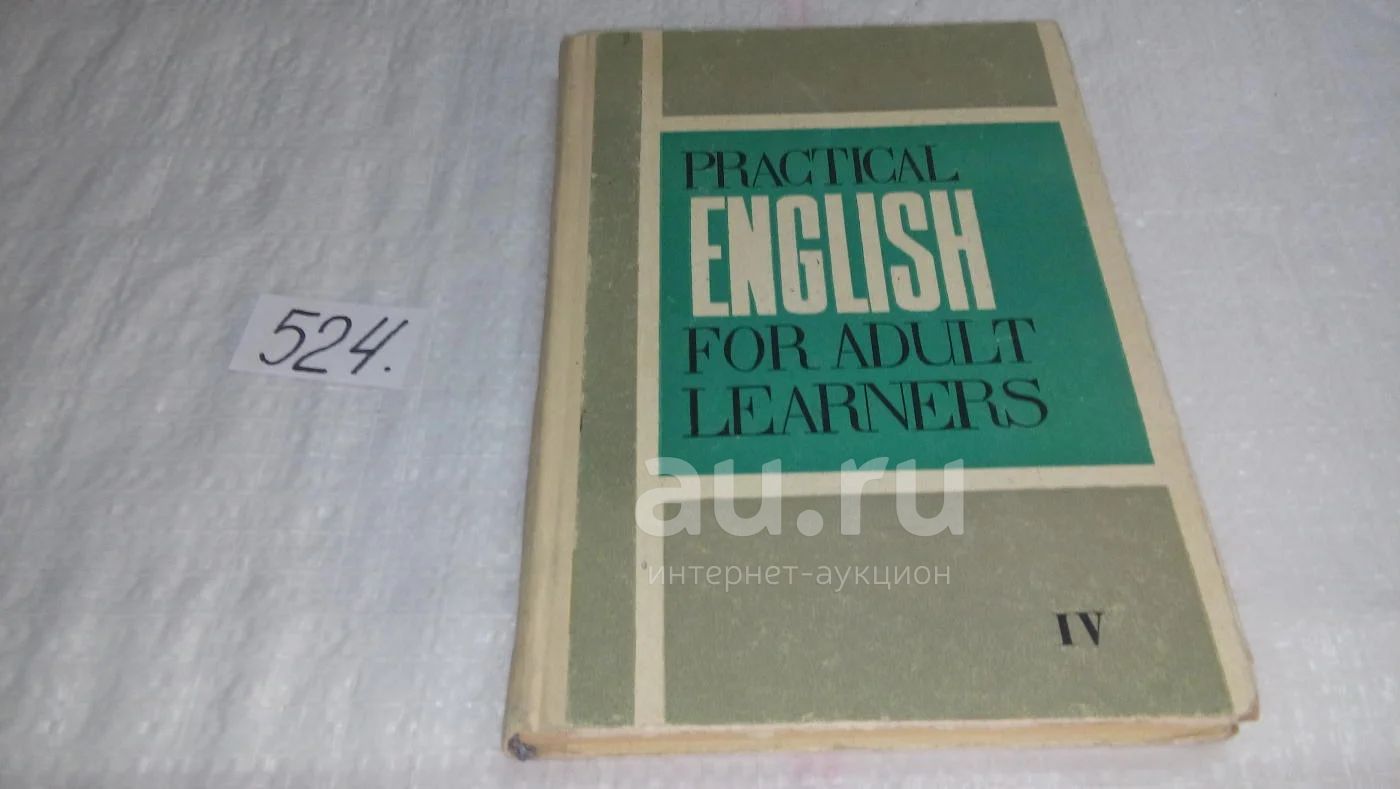 524.
PRACTICAL
ENGLISH
FOR ADULT
LEARNERS
au.ru
интернет-аукцион
IV